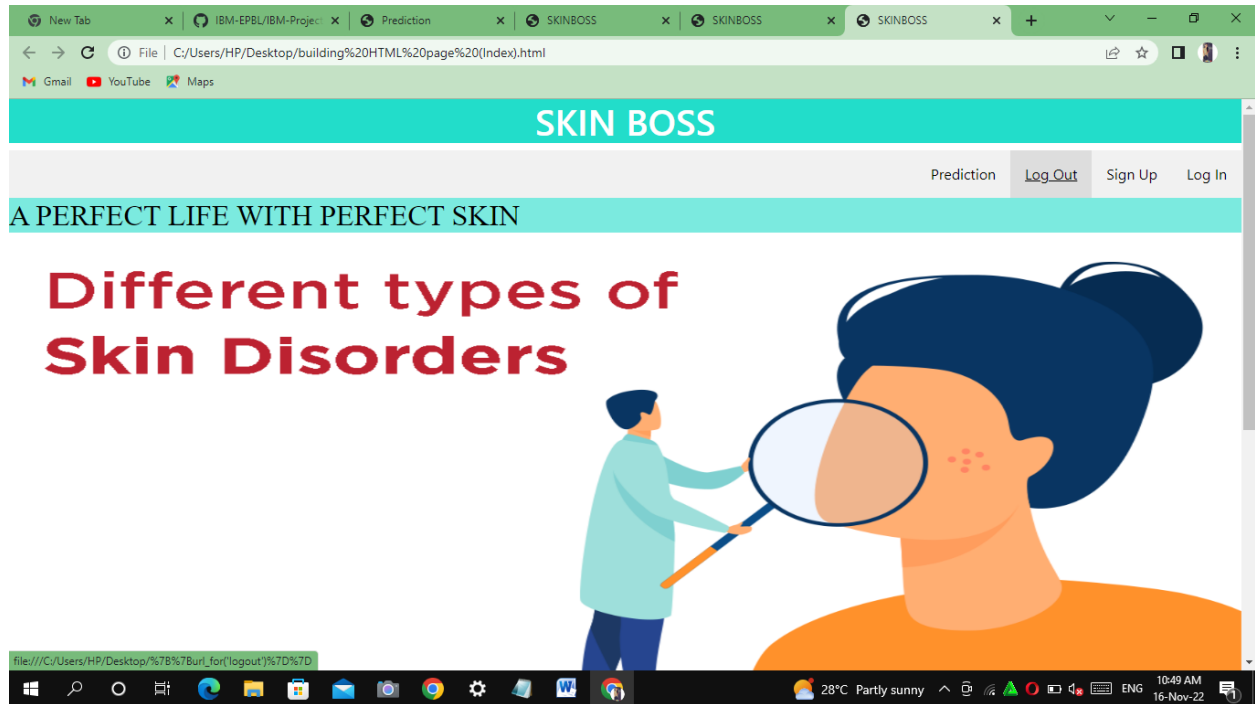 New Tab
IBM-EPBL/IBM-Project
Prediction
SKINBOSS
SKINBOSS
SKINBOSS
File | C:/Users/HP/Desktop/building%20HTML%20page%20(Index).html
Gmail YouTube Maps
SKIN BOSS
Prediction Log Out Sign Up Log In
A PERFECT LIFE WITH PERFECT SKIN
Different types of
Skin Disorders
file:///C:/Users/HP/Desktop/%7B%7Burl_for('logout')%7D%7D
28°C Partly sunny ENG 10:49 AM
16-Nov-22